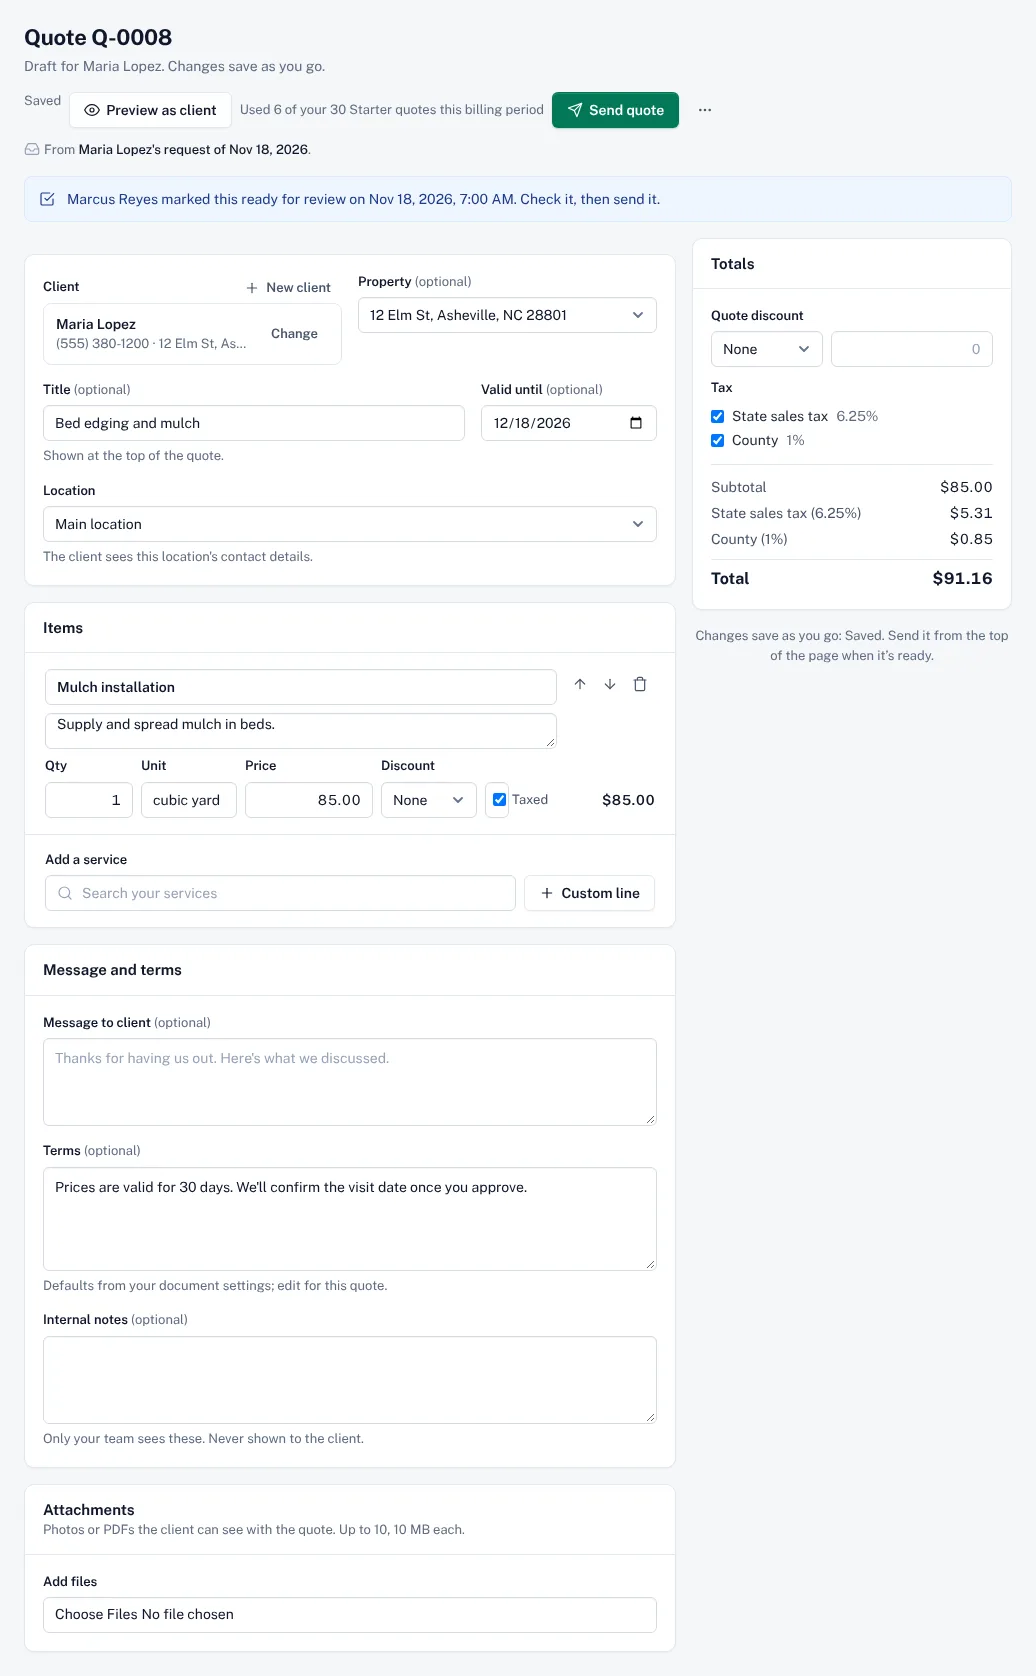 Quote Q-0008
Draft for Maria Lopez. Changes save as you go.
Saved
Preview as client
Used 6 of your 30 Starter quotes this billing period
Send quote
From Maria Lopez's request of Nov 18, 2026.
Marcus Reyes marked this ready for review on Nov 18, 2026, 7:00 AM. Check it, then send it.
Client
New client
Maria Lopez
(555) 380-1200 · 12 Elm St, As...
Change
Property (optional)
12 Elm St, Asheville, NC 28801
Title (optional)
Bed edging and mulch
Shown at the top of the quote.
Valid until (optional)
12/18/2026
Location
Main location
The client sees this location's contact details.
Items
Mulch installation
Supply and spread mulch in beds.
Qty
1
Unit
cubic yard
Price
85.00
Discount
None
Taxed
$85.00
Add a service
Search your services
Custom line
Message and terms
Message to client (optional)
Thanks for having us out. Here's what we discussed.
Terms (optional)
Prices are valid for 30 days. We'll confirm the visit date once you approve.
Defaults from your document settings; edit for this quote.
Internal notes (optional)
Only your team sees these. Never shown to the client.
Attachments
Photos or PDFs the client can see with the quote. Up to 10, 10 MB each.
Add files
Choose Files No file chosen
Totals
Quote discount
None
0
Tax
State sales tax 6.25%
County 1%
Subtotal $85.00
State sales tax (6.25%) $5.31
County (1%) $0.85
Total $91.16
Changes save as you go: Saved. Send it from the top
of the page when it's ready.